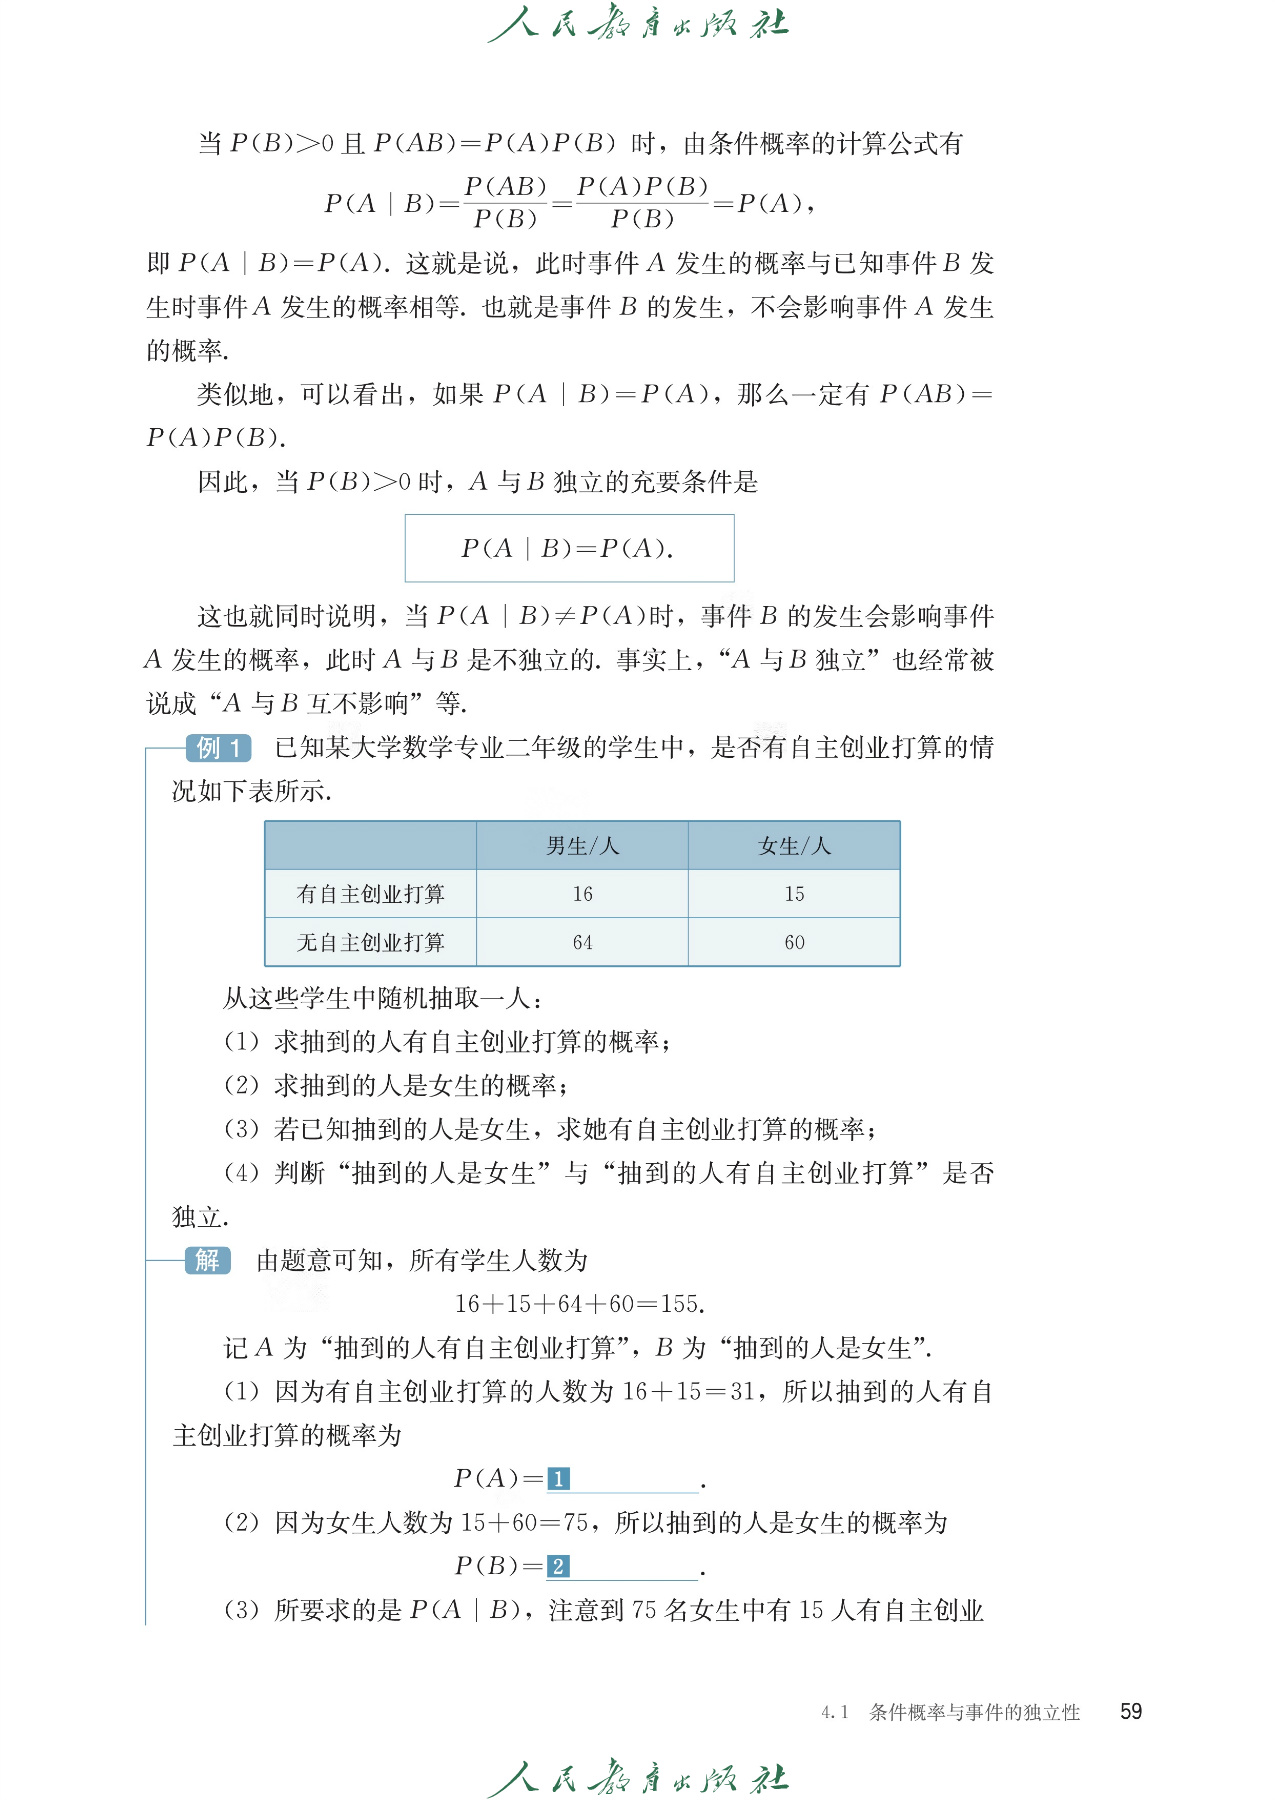 人民教育出版社
当 P(B)>0 且 P(AB)=P(A)P(B) 时，由条件概率的计算公式有
P(A | B)=P(AB)/P(B)=P(A)P(B)/P(B)=P(A),
即 P(A | B)=P(A). 这就是说，此时事件 A 发生的概率与已知事件 B 发
生时事件 A 发生的概率相等. 也就是事件 B 的发生，不会影响事件 A 发生
的概率.
类似地，可以看出，如果 P(A | B)=P(A)，那么一定有 P(AB)=
P(A)P(B).
因此，当 P(B)>0 时，A 与 B 独立的充要条件是
P(A | B)=P(A).
这也就同时说明，当 P(A | B)≠P(A)时，事件 B 的发生会影响事件
A 发生的概率，此时 A 与 B 是不独立的. 事实上，“A 与 B 独立”也经常被
说成“A 与 B 互不影响”等.
例 1 已知某大学数学专业二年级的学生中，是否有自主创业打算的情
况如下表所示.
男生/人 女生/人
有自主创业打算 16 15
无自主创业打算 64 60
从这些学生中随机抽取一人：
（1）求抽到的人有自主创业打算的概率；
（2）求抽到的人是女生的概率；
（3）若已知抽到的人是女生，求她有自主创业打算的概率；
（4）判断“抽到的人是女生”与“抽到的人有自主创业打算”是否
独立.
解 由题意可知，所有学生人数为
16+15+64+60=155.
记 A 为“抽到的人有自主创业打算”，B 为“抽到的人是女生”.
（1）因为有自主创业打算的人数为 16+15=31，所以抽到的人有自
主创业打算的概率为
P(A)=1 .
（2）因为女生人数为 15+60=75，所以抽到的人是女生的概率为
P(B)=2 .
（3）所要求的是 P(A | B)，注意到 75 名女生中有 15 人有自主创业
4.1 条件概率与事件的独立性 59
人民教育出版社